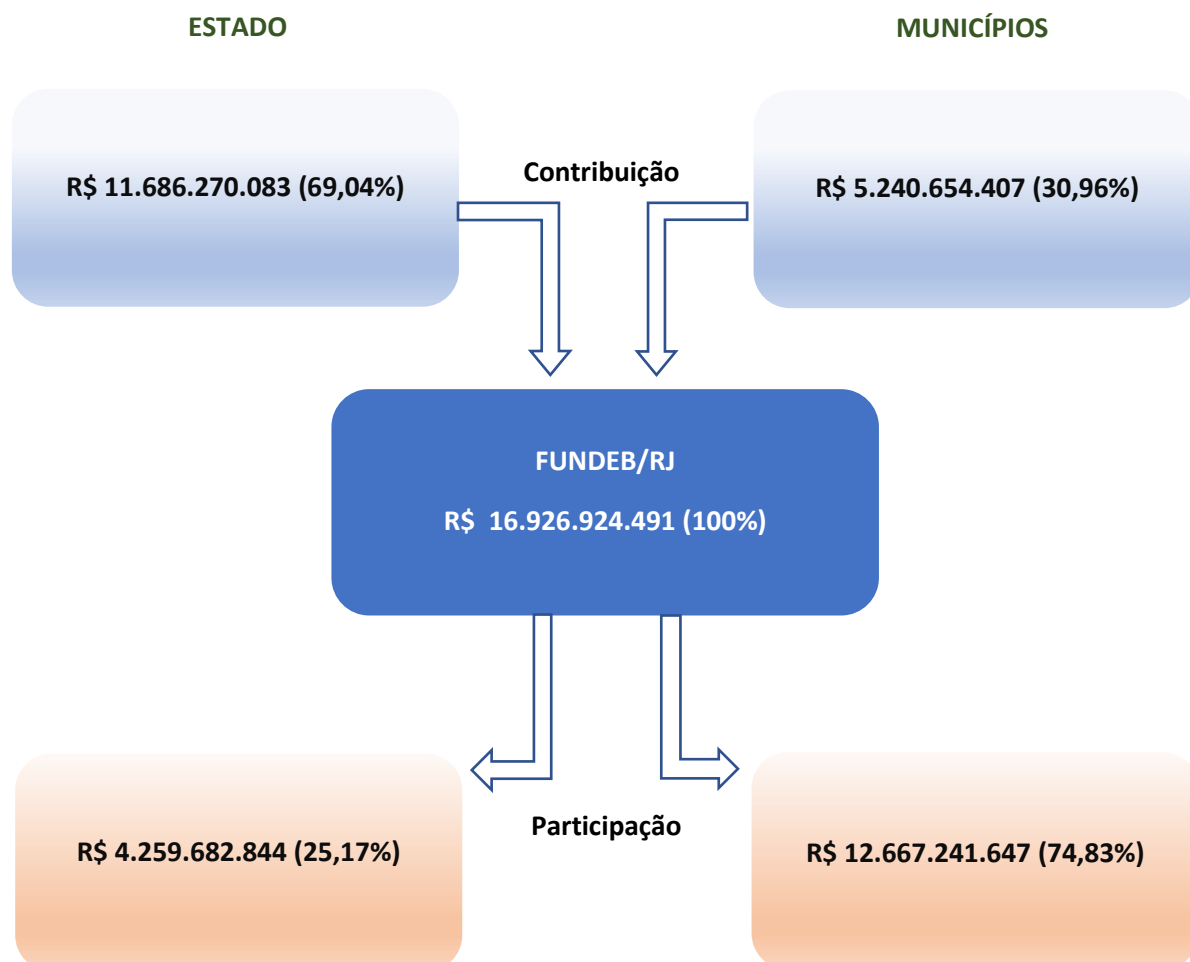 ESTADO
MUNICÍPIOS
R$ 11.686.270.083 (69,04%)
Contribuição
R$ 5.240.654.407 (30,96%)
FUNDEB/RJ
R$ 16.926.924.491 (100%)
R$ 4.259.682.844 (25,17%)
Participação
R$ 12.667.241.647 (74,83%)